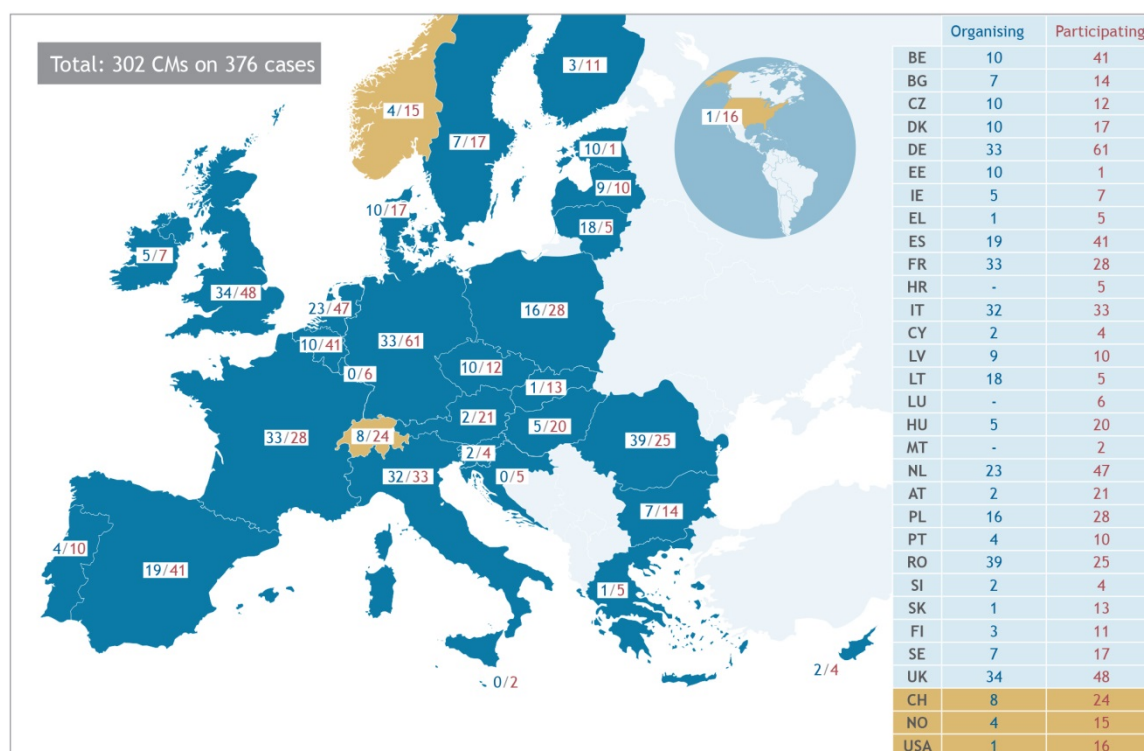 Total: 302 CMs on 376 cases
3/11
4/15
7/17
1/16
10/1
9/10
10/17
18/5
5/7
34/48
23/47
16/28
10/41
33/61
10/12
0/6
1/13
2/21
33/28
8/24
5/20
39/25
2/4
32/33
0/5
7/14
4/10
19/41
1/5
0/2
2/4
Organising Participating
BE 10 41
BG 7 14
CZ 10 12
DK 10 17
DE 33 61
EE 10 1
IE 5 7
EL 1 5
ES 19 41
FR 33 28
HR - 5
IT 32 33
CY 2 4
LV 9 10
LT 18 5
LU - 6
HU 5 20
MT - 2
NL 23 47
AT 2 21
PL 16 28
PT 4 10
RO 39 25
SI 2 4
SK 1 13
FI 3 11
SE 7 17
UK 34 48
CH 8 24
NO 4 15
USA 1 16